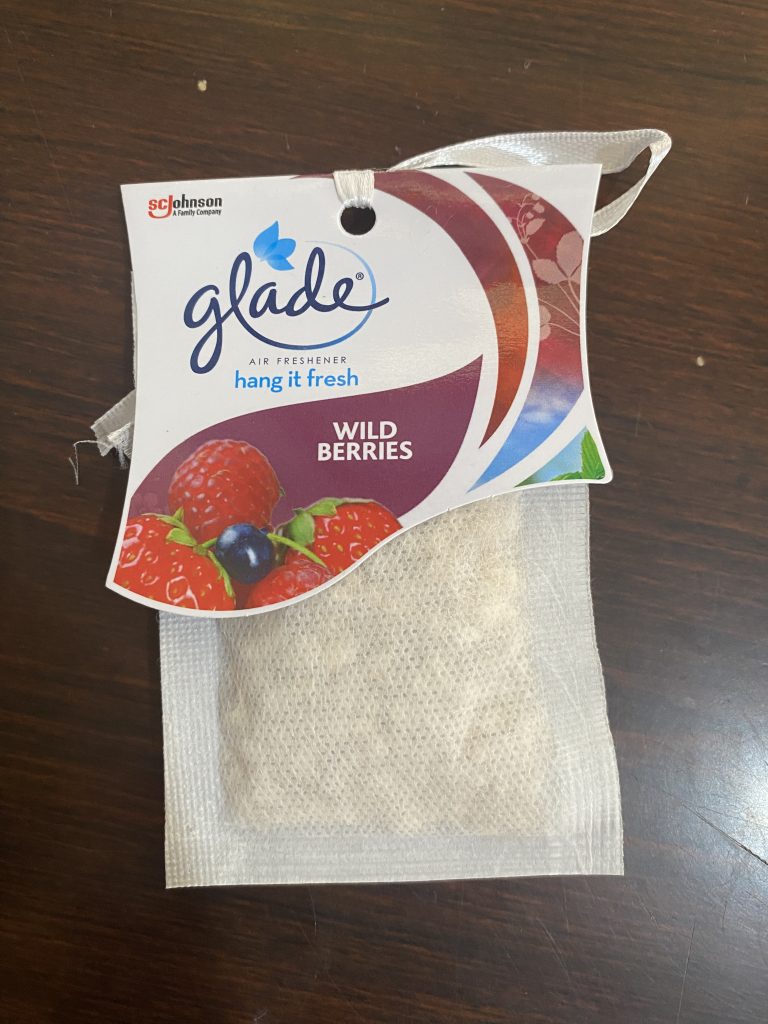 scJohnson
A Family Company
glade®
AIR FRESHENER
hang it fresh
WILD
BERRIES